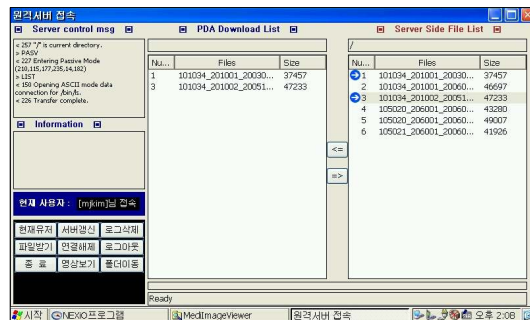 원격서버 접속
Server control msg
PDA Download List
Server Side File List
< 257 "/" is current directory.
> PASV
< 227 Entering Passive Mode
(210,115,177,235,14,182)
> LIST
< 150 Opening ASCII mode data
connection for /bin/ls.
< 226 Transfer complete.
/
Nu... Files Size
1 101034_201001_20030... 37457
3 101034_201002_20051... 47233
Nu... Files Size
1 101034_201001_20030... 37457
2 101034_201001_20060... 46697
3 101034_201002_20051... 47233
4 105020_206001_20060... 43280
5 105020_206001_20060... 49007
6 105021_206001_20060... 41926
Information
<=
=>
현재 사용자 : [mjkim]님 접속
현재유저 서버갱신 로그삭제
파일받기 연결해제 로그아웃
종 료 영상보기 폴더이동
Ready
시작 NEXIO프로그램 MedImageViewer 원격서버 접속 오후 2:08